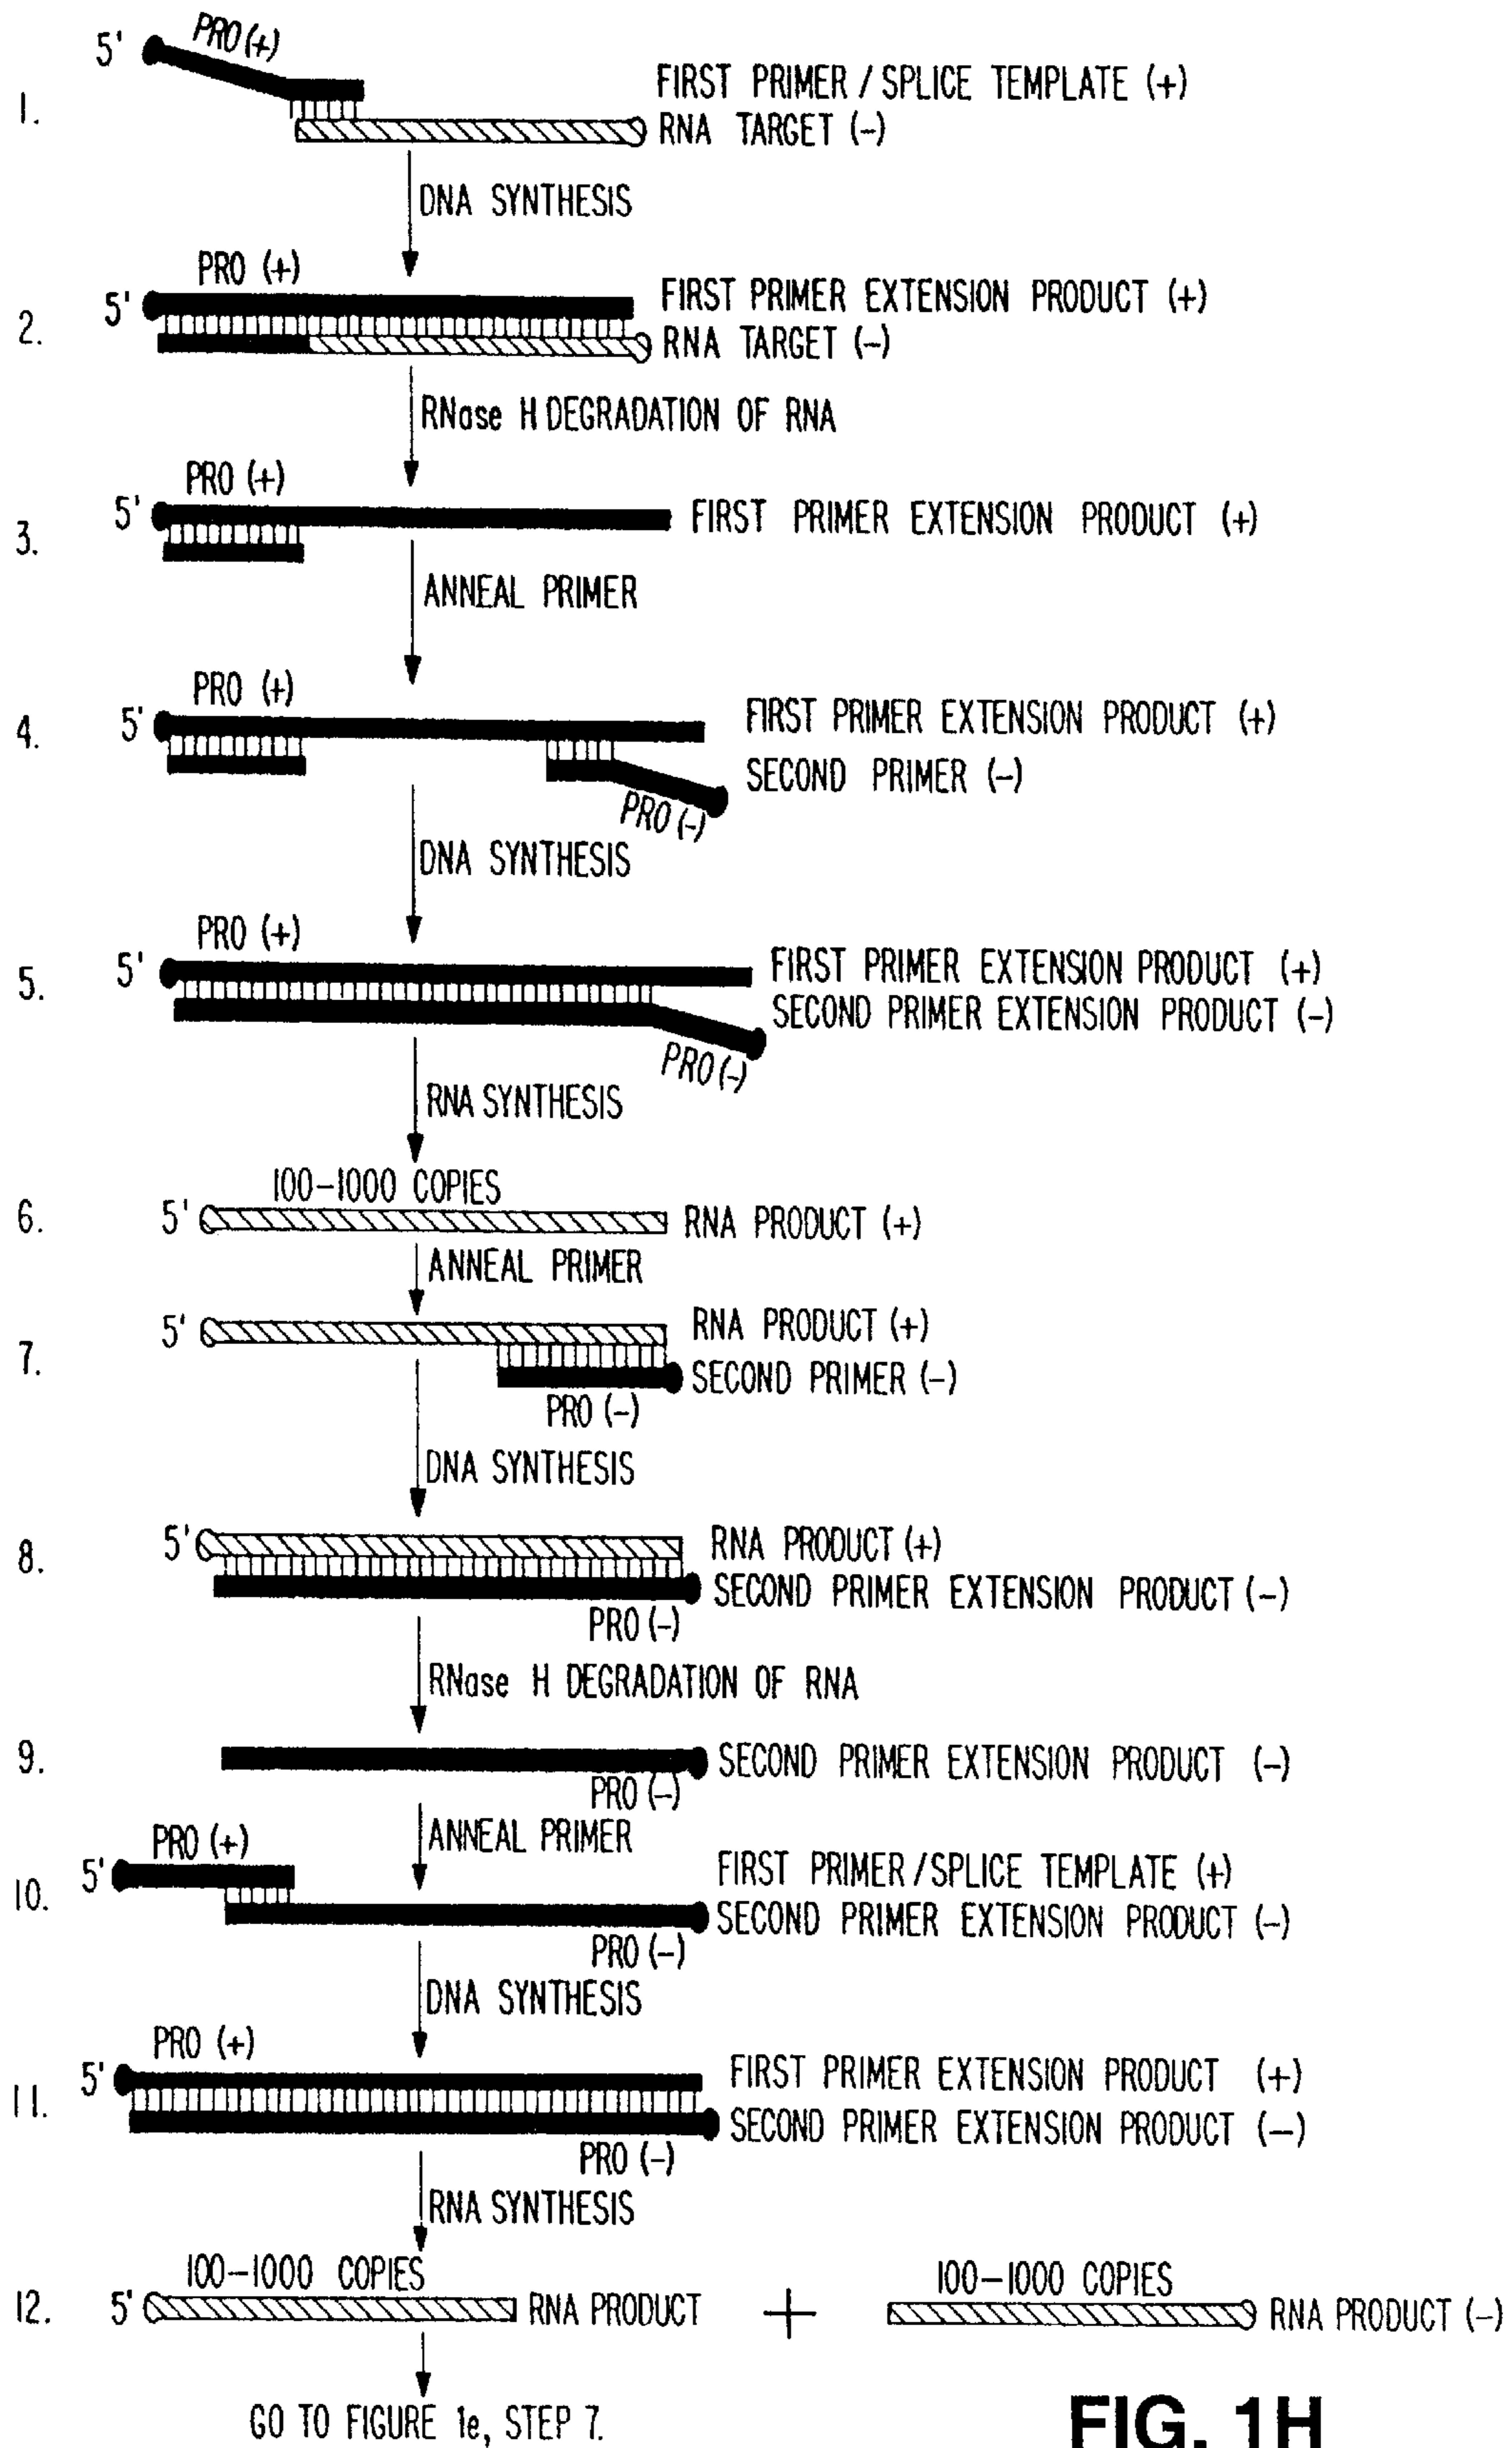 5' PRO (+)
1.
FIRST PRIMER / SPLICE TEMPLATE (+)
RNA TARGET (-)
DNA SYNTHESIS
PRO (+)
2.
5'
FIRST PRIMER EXTENSION PRODUCT (+)
RNA TARGET (-)
RNase H DEGRADATION OF RNA
PRO (+)
3.
5'
FIRST PRIMER EXTENSION PRODUCT (+)
ANNEAL PRIMER
PRO (+)
4.
5'
FIRST PRIMER EXTENSION PRODUCT (+)
SECOND PRIMER (-)
PRO (-)
DNA SYNTHESIS
PRO (+)
5.
5'
FIRST PRIMER EXTENSION PRODUCT (+)
SECOND PRIMER EXTENSION PRODUCT (-)
PRO (-)
RNA SYNTHESIS
100-1000 COPIES
6.
5'
RNA PRODUCT (+)
ANNEAL PRIMER
7.
5'
RNA PRODUCT (+)
SECOND PRIMER (-)
PRO (-)
DNA SYNTHESIS
8.
5'
RNA PRODUCT (+)
SECOND PRIMER EXTENSION PRODUCT (-)
PRO (-)
RNase H DEGRADATION OF RNA
9.
SECOND PRIMER EXTENSION PRODUCT (-)
PRO (-)
ANNEAL PRIMER
PRO (+)
10.
5'
FIRST PRIMER / SPLICE TEMPLATE (+)
SECOND PRIMER EXTENSION PRODUCT (-)
PRO (-)
DNA SYNTHESIS
PRO (+)
11.
5'
FIRST PRIMER EXTENSION PRODUCT (+)
SECOND PRIMER EXTENSION PRODUCT (-)
PRO (-)
RNA SYNTHESIS
100-1000 COPIES
100-1000 COPIES
12. 5' RNA PRODUCT + RNA PRODUCT (-)
GO TO FIGURE 1e, STEP 7.
FIG. 1H